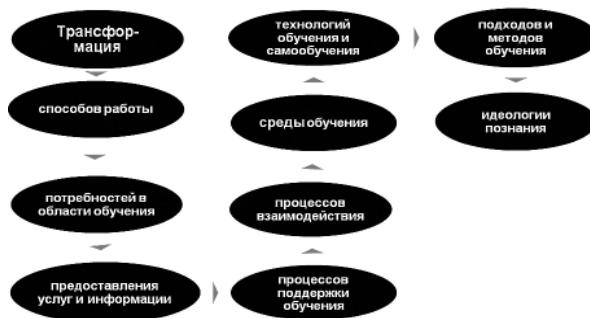 Трансфор-
мация
способов работы
потребностей в
области обучения
предоставления
услуг и информации
процессов
поддержки
обучения
процессов
взаимодействия
среды обучения
технологий
обучения и
самообучения
подходов и
методов
обучения
идеологии
познания